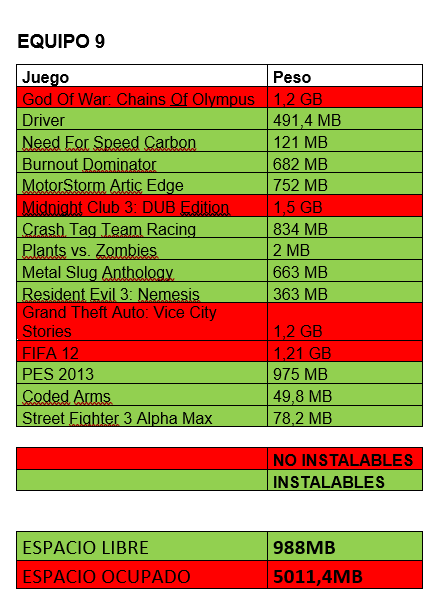 EQUIPO 9
Juego Peso
God Of War: Chains Of Olympus 1,2 GB
Driver 491,4 MB
Need For Speed Carbon 121 MB
Burnout Dominator 682 MB
MotorStorm Artic Edge 752 MB
Midnight Club 3: DUB Edition 1,5 GB
Crash Tag Team Racing 834 MB
Plants vs. Zombies 2 MB
Metal Slug Anthology 663 MB
Resident Evil 3: Nemesis 363 MB
Grand Theft Auto: Vice City
Stories 1,2 GB
FIFA 12 1,21 GB
PES 2013 975 MB
Coded Arms 49,8 MB
Street Fighter 3 Alpha Max 78,2 MB
NO INSTALABLES
INSTALABLES
ESPACIO LIBRE 988MB
ESPACIO OCUPADO 5011,4MB